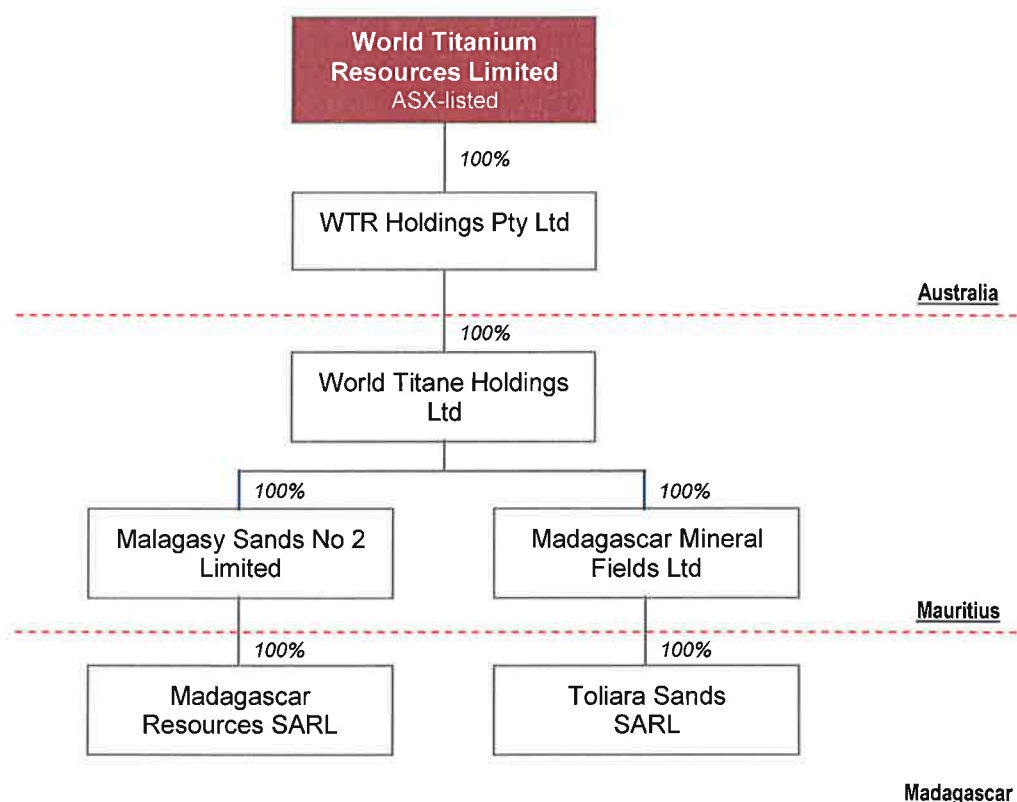 World Titanium
Resources Limited
ASX-listed
100%
WTR Holdings Pty Ltd
Australia
100%
World Titane Holdings
Ltd
100%
100%
Malagasy Sands No 2
Limited
Madagascar Mineral
Fields Ltd
Mauritius
100%
100%
Madagascar
Resources SARL
Toliara Sands
SARL
Madagascar